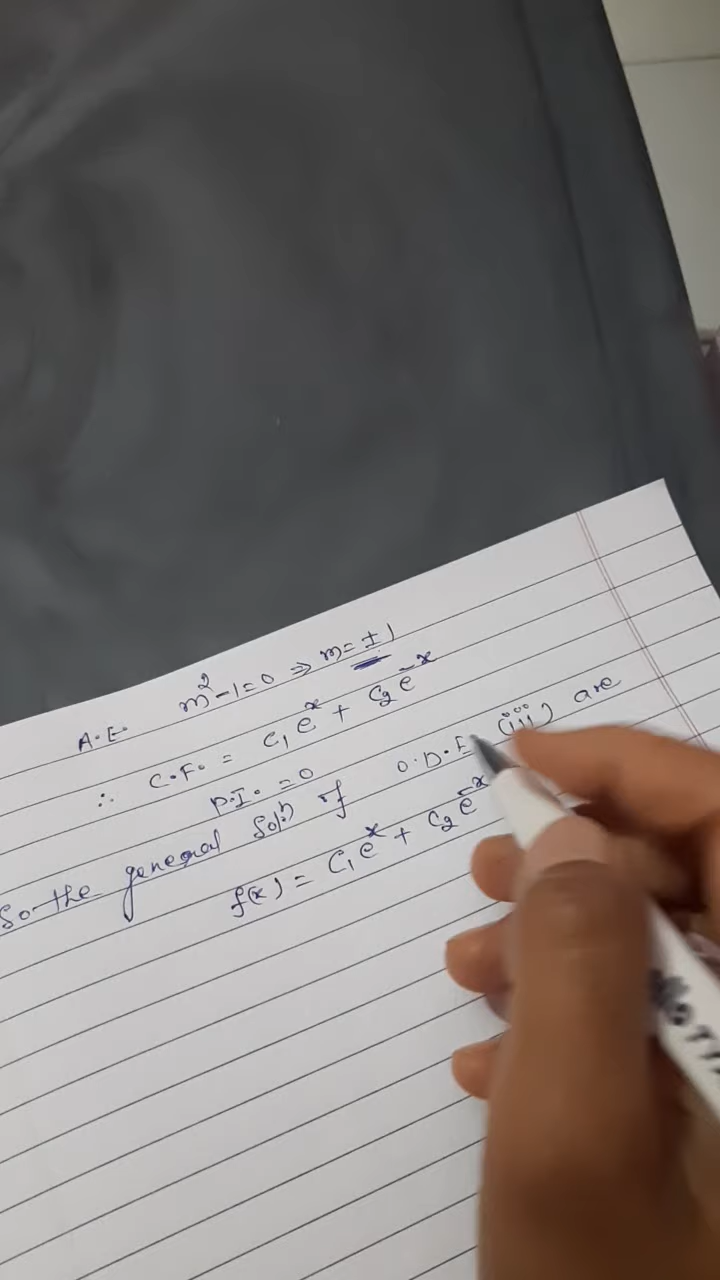 A.E. m²-1=0 ⇒ m=±1
∴ C.F. = C₁eˣ + C₂e⁻ˣ
P.I. = 0
So the general Solⁿ of O.D.E (iii) are
f(x) = C₁eˣ + C₂e⁻ˣ